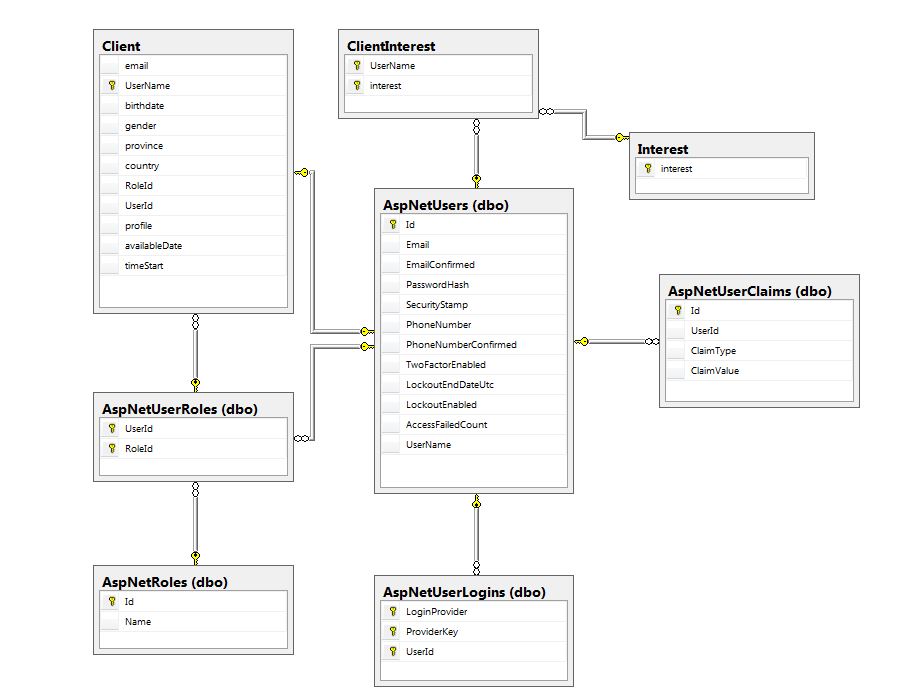 Client
email
UserName
birthdate
gender
province
country
RoleId
UserId
profile
availableDate
timeStart
ClientInterest
UserName
interest
Interest
interest
AspNetUsers (dbo)
Id
Email
EmailConfirmed
PasswordHash
SecurityStamp
PhoneNumber
PhoneNumberConfirmed
TwoFactorEnabled
LockoutEndDateUtc
LockoutEnabled
AccessFailedCount
UserName
AspNetUserClaims (dbo)
Id
UserId
ClaimType
ClaimValue
AspNetUserRoles (dbo)
UserId
RoleId
AspNetRoles (dbo)
Id
Name
AspNetUserLogins (dbo)
LoginProvider
ProviderKey
UserId